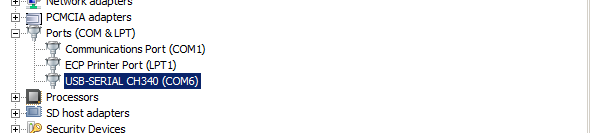 Network adapters
PCMCIA adapters
Ports (COM & LPT)
Communications Port (COM1)
ECP Printer Port (LPT1)
USB-SERIAL CH340 (COM6)
Processors
SD host adapters
Security Devices